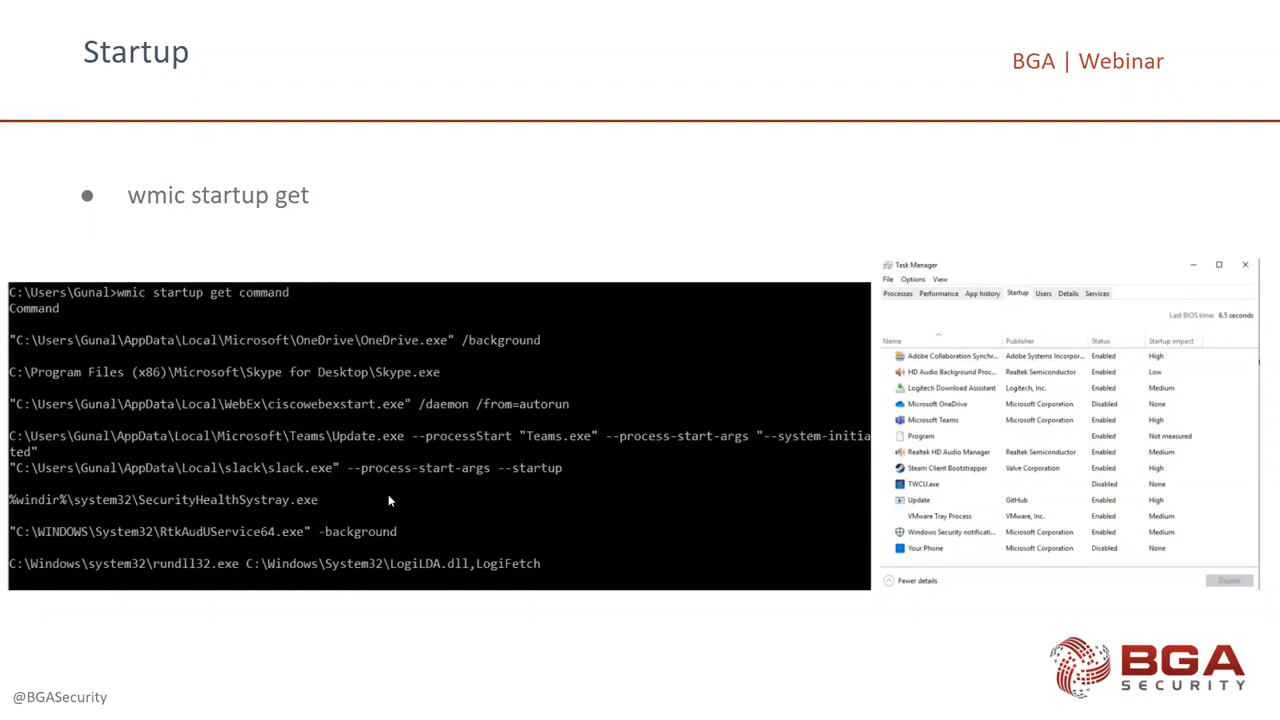 Startup
BGA | Webinar
● wmic startup get
C:\Users\Gunal>wmic startup get command
Command
"C:\Users\Gunal\AppData\Local\Microsoft\OneDrive\OneDrive.exe" /background
C:\Program Files (x86)\Microsoft\Skype for Desktop\Skype.exe
"C:\Users\Gunal\AppData\Local\WebEx\ciscowebexstart.exe" /daemon /from=autorun
C:\Users\Gunal\AppData\Local\Microsoft\Teams\Update.exe --processStart "Teams.exe" --process-start-args "--system-initia
ted"
"C:\Users\Gunal\AppData\Local\slack\slack.exe" --process-start-args --startup
%windir%\system32\SecurityHealthSystray.exe
"C:\WINDOWS\System32\RtkAudUService64.exe" -background
C:\Windows\system32\rundll32.exe C:\Windows\System32\LogiLDA.dll,LogiFetch
Task Manager
File Options View
Processes Performance App history Startup Users Details Services
Last BIOS time: 6.5 seconds
Name Publisher Status Startup impact
Adobe Collaboration Synchr... Adobe Systems Incorpor... Enabled High
HD Audio Background Proc... Realtek Semiconductor Enabled Low
Logitech Download Assistant Logitech, Inc. Enabled Medium
Microsoft OneDrive Microsoft Corporation Disabled None
Microsoft Teams Microsoft Corporation Enabled High
Program Enabled Not measured
Realtek HD Audio Manager Realtek Semiconductor Enabled Medium
Steam Client Bootstrapper Valve Corporation Enabled High
TWCU.exe Disabled None
Update GitHub Enabled High
VMware Tray Process VMware, Inc. Enabled Medium
Windows Security notificati... Microsoft Corporation Enabled Medium
Your Phone Microsoft Corporation Disabled None
Fewer details
Disable
BGA
SECURITY
@BGASecurity